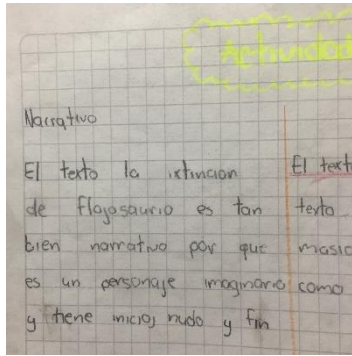 Actividad
Narrativo
El texto la extincion
de flojosaurio es tan
bien narrativo por que
es un personaje imaginario
y tiene inicio, nudo y fin
El text
texto
masic
como